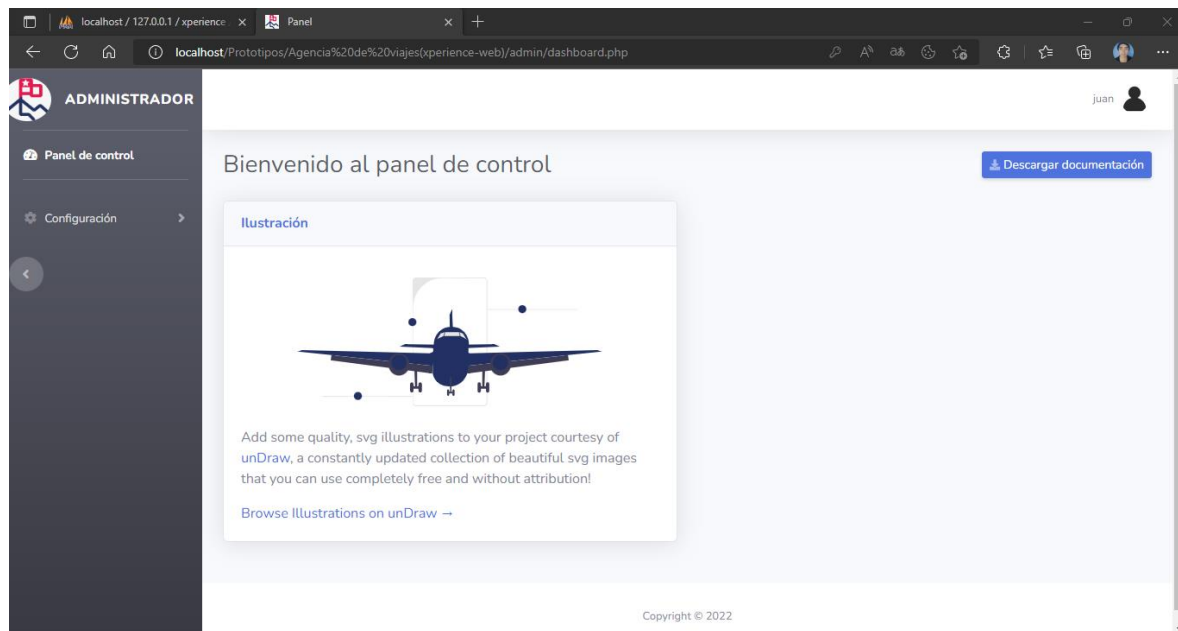 localhost / 127.0.0.1 / xperience
Panel
localhost/Prototipos/Agencia%20de%20viajes(xperience-web)/admin/dashboard.php
ADMINISTRADOR
juan
Panel de control
Bienvenido al panel de control
Descargar documentación
Configuración
Ilustración
Add some quality, svg illustrations to your project courtesy of
unDraw, a constantly updated collection of beautiful svg images
that you can use completely free and without attribution!
Browse Illustrations on unDraw →
Copyright © 2022